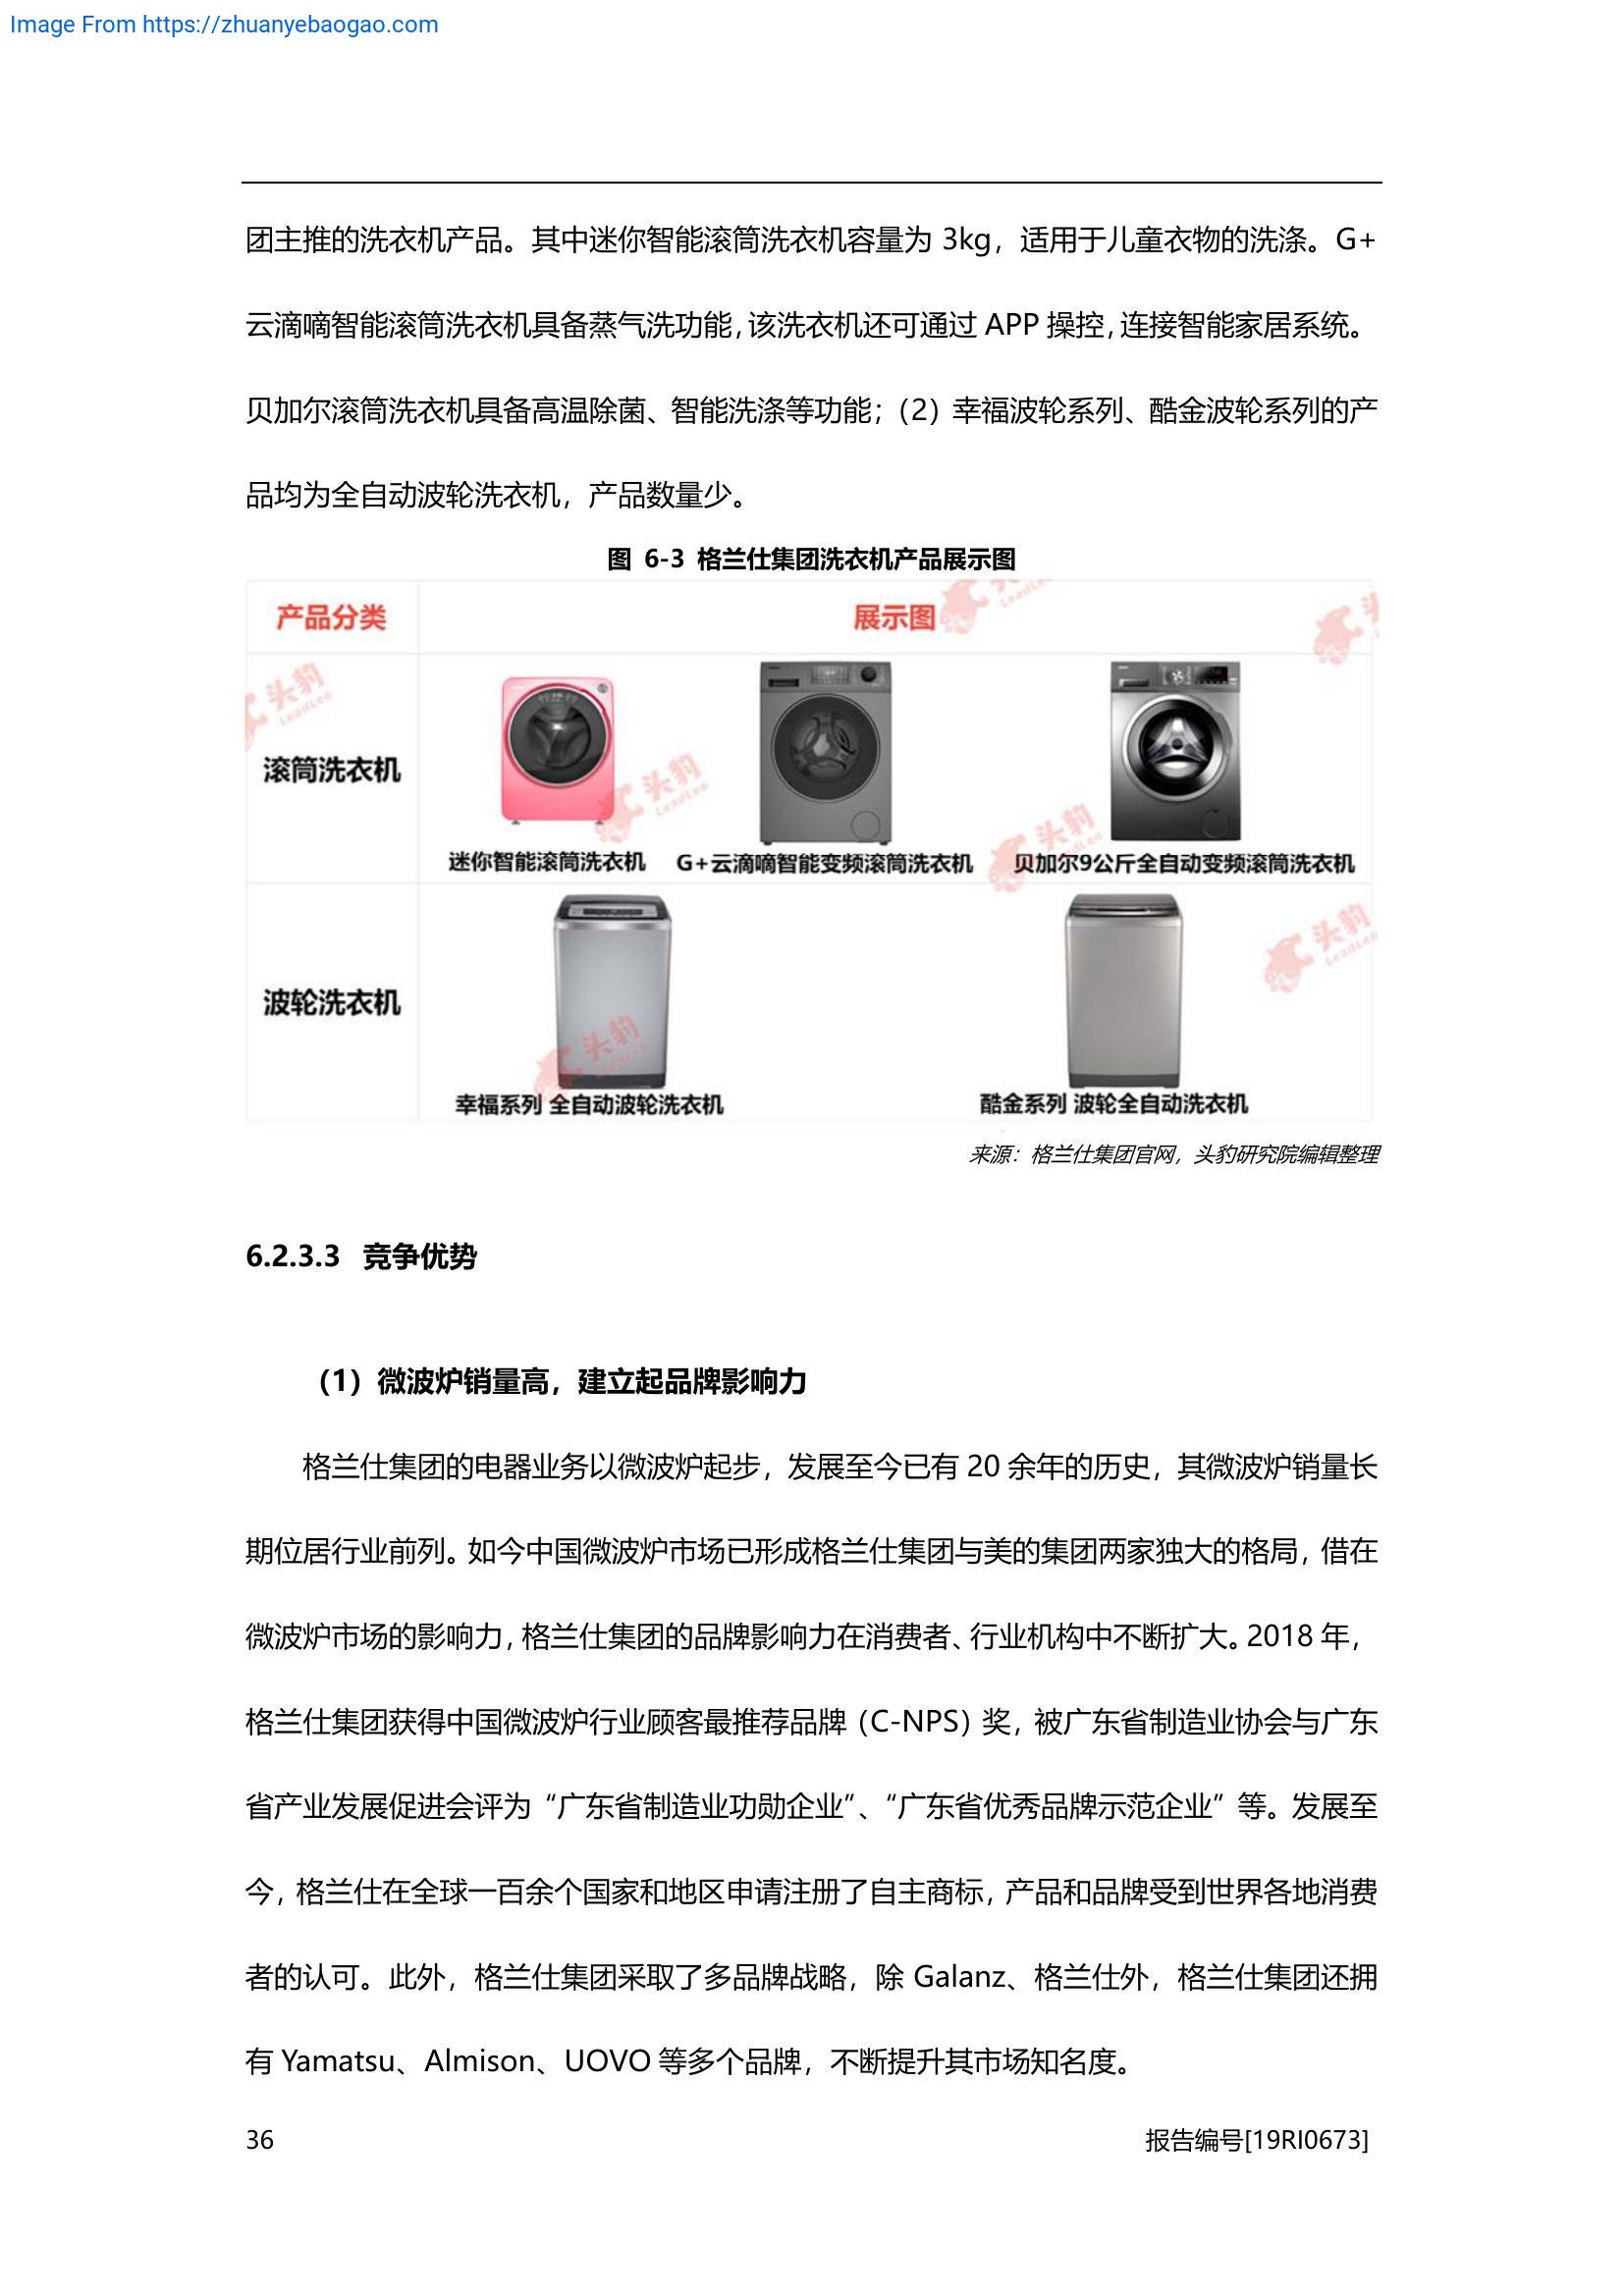 Image From https://zhuanyebaogao.com
团主推的洗衣机产品。其中迷你智能滚筒洗衣机容量为 3kg，适用于儿童衣物的洗涤。G+
云滴嘀智能滚筒洗衣机具备蒸气洗功能，该洗衣机还可通过 APP 操控，连接智能家居系统。
贝加尔滚筒洗衣机具备高温除菌、智能洗涤等功能；（2）幸福波轮系列、酷金波轮系列的产
品均为全自动波轮洗衣机，产品数量少。
图 6-3 格兰仕集团洗衣机产品展示图
产品分类 展示图
滚筒洗衣机
迷你智能滚筒洗衣机 G+云滴嘀智能变频滚筒洗衣机 贝加尔9公斤全自动变频滚筒洗衣机
波轮洗衣机
幸福系列 全自动波轮洗衣机 酷金系列 波轮全自动洗衣机
头豹 LeadLeo
头豹 LeadLeo
头豹 LeadLeo
头豹 LeadLeo
头豹
来源：格兰仕集团官网，头豹研究院编辑整理
6.2.3.3 竞争优势
（1）微波炉销量高，建立起品牌影响力
格兰仕集团的电器业务以微波炉起步，发展至今已有 20 余年的历史，其微波炉销量长
期位居行业前列。如今中国微波炉市场已形成格兰仕集团与美的集团两家独大的格局，借在
微波炉市场的影响力，格兰仕集团的品牌影响力在消费者、行业机构中不断扩大。2018 年，
格兰仕集团获得中国微波炉行业顾客最推荐品牌（C-NPS）奖，被广东省制造业协会与广东
省产业发展促进会评为“广东省制造业功勋企业”、“广东省优秀品牌示范企业”等。发展至
今，格兰仕在全球一百余个国家和地区申请注册了自主商标，产品和品牌受到世界各地消费
者的认可。此外，格兰仕集团采取了多品牌战略，除 Galanz、格兰仕外，格兰仕集团还拥
有 Yamatsu、Almison、UOVO 等多个品牌，不断提升其市场知名度。
36 报告编号[19RI0673]